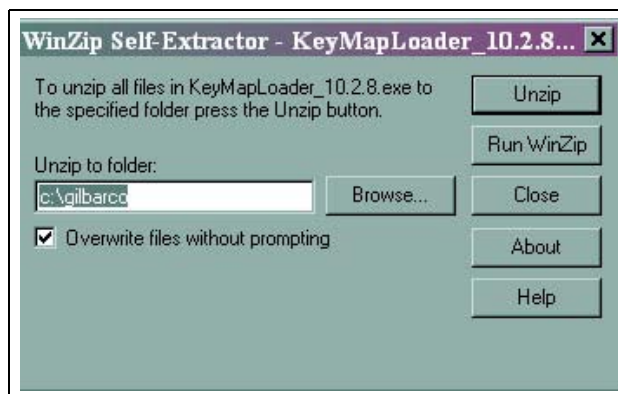 WinZip Self-Extractor - KeyMapLoader_10.2.8...
To unzip all files in KeyMapLoader_10.2.8.exe to
the specified folder press the Unzip button.
Unzip to folder:
c:\gilbarco
Browse...
Overwrite files without prompting
Unzip
Run WinZip
Close
About
Help